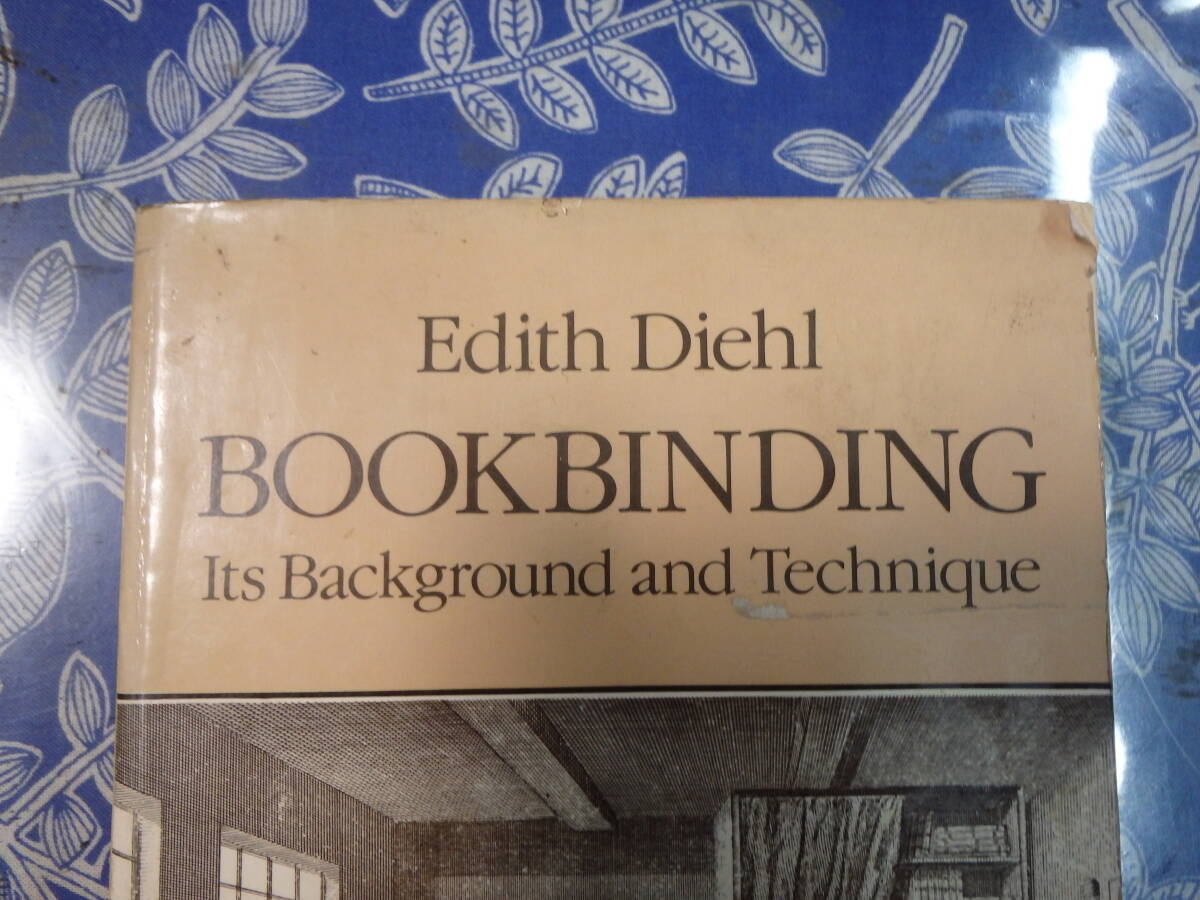 Edith Diehl
BOOKBINDING
Its Background and Technique